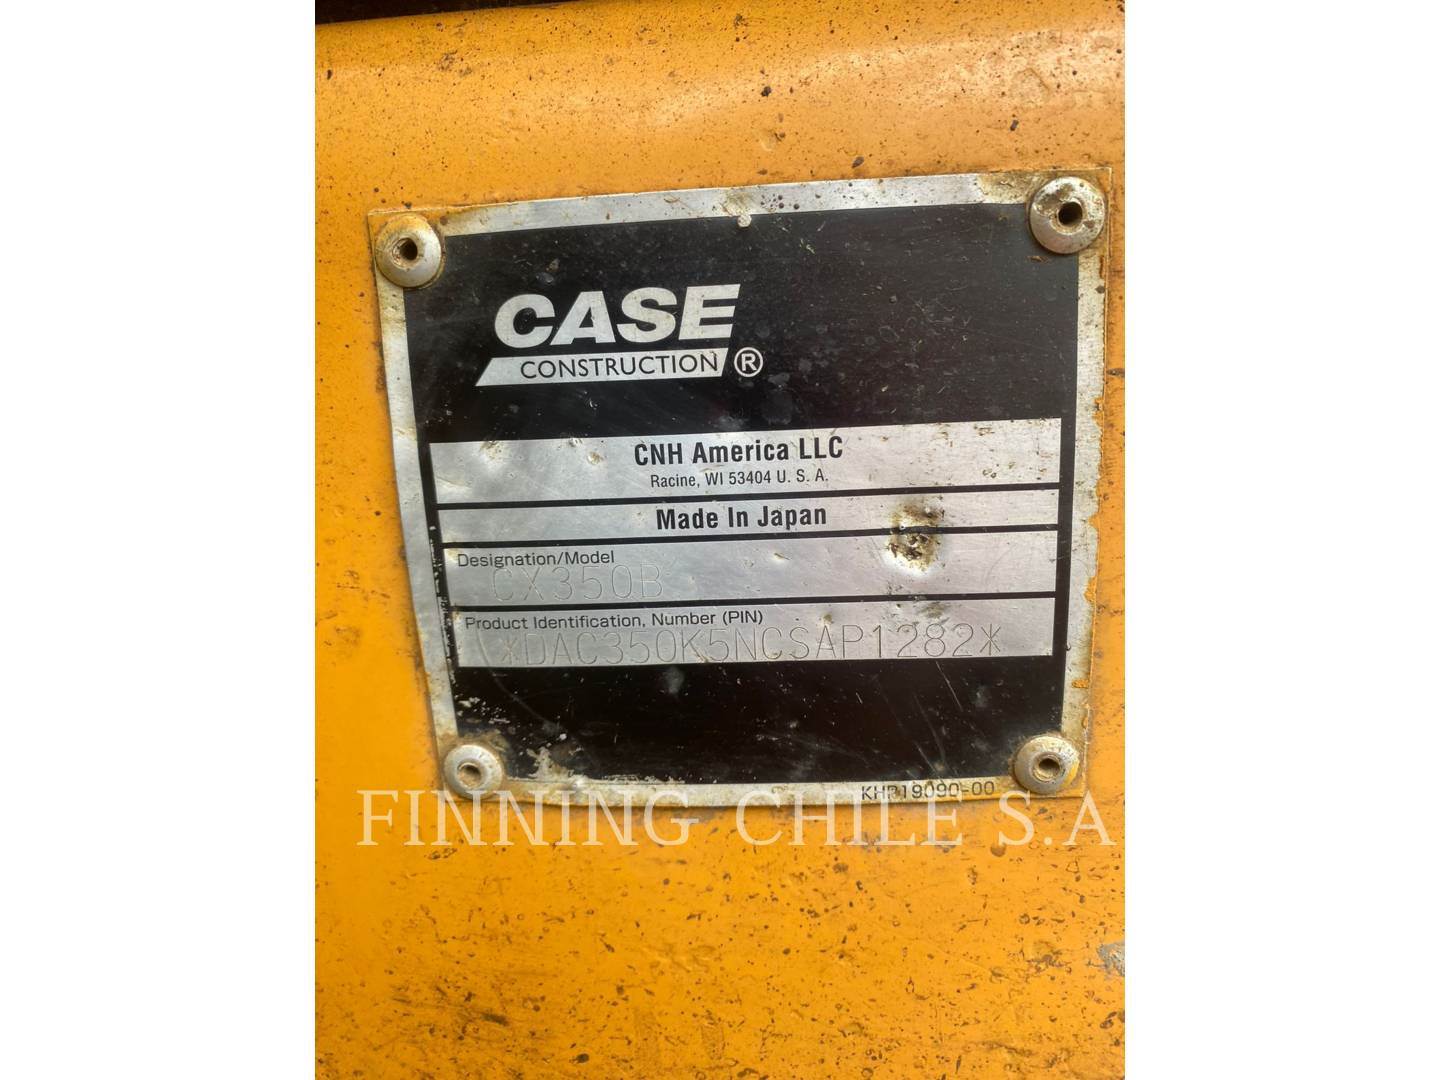 CASE
CONSTRUCTION ®
CNH America LLC
Racine, WI 53404 U. S. A.
Made In Japan
Designation/Model
CX350B
Product Identification, Number (PIN)
*DAC350K5NCSAP1282*
KHR19090-00
FINNING CHILE S.A